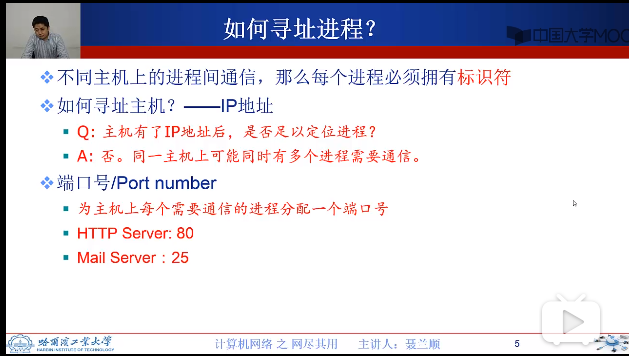 如何寻址进程？
中国大学MOOC
不同主机上的进程间通信，那么每个进程必须拥有标识符
如何寻址主机？——IP地址
Q: 主机有了IP地址后，是否足以定位进程？
A: 否。同一主机上可能同时有多个进程需要通信。
端口号/Port number
为主机上每个需要通信的进程分配一个端口号
HTTP Server: 80
Mail Server：25
哈尔滨工业大学
HARBIN INSTITUTE OF TECHNOLOGY
计算机网络 之 网尽其用 主讲人：聂兰顺
5